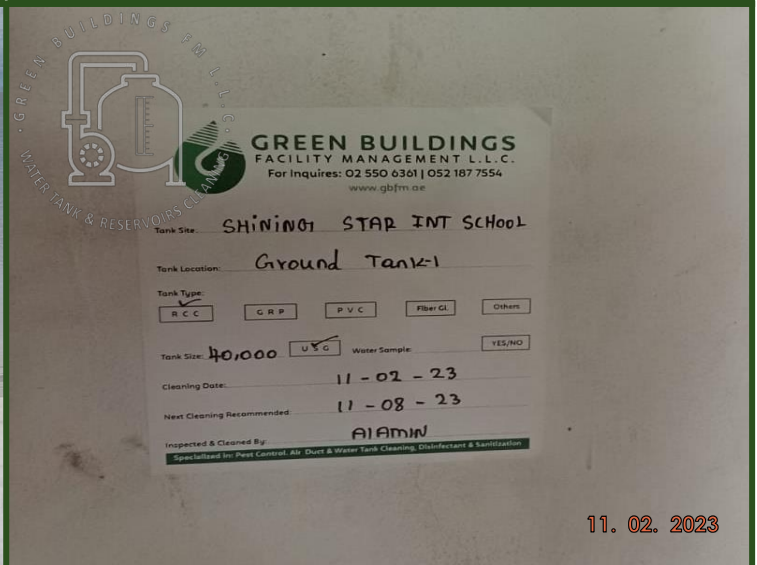 GREEN BUILDINGS FM L.L.C.
WATER TANK & RESERVOIRS CLEANING
GREEN BUILDINGS
FACILITY MANAGEMENT L.L.C.
For Inquires: 02 550 6361 | 052 187 7554
www.gbfm.ae
Tank Site: SHiNiNG STAR INT SCHOOL
Tank Location: Ground Tank-1
Tank Type:
RCC GRP PVC Fiber Gl. Others
Tank Size: 40,000 USG Water Sample: YES/NO
Cleaning Date: 11-02-23
Next Cleaning Recommended: 11-08-23
Inspected & Cleaned By: AlAMIN
Specialized in: Pest Control, Air Duct & Water Tank Cleaning, Disinfectant & Sanitization
11. 02. 2023